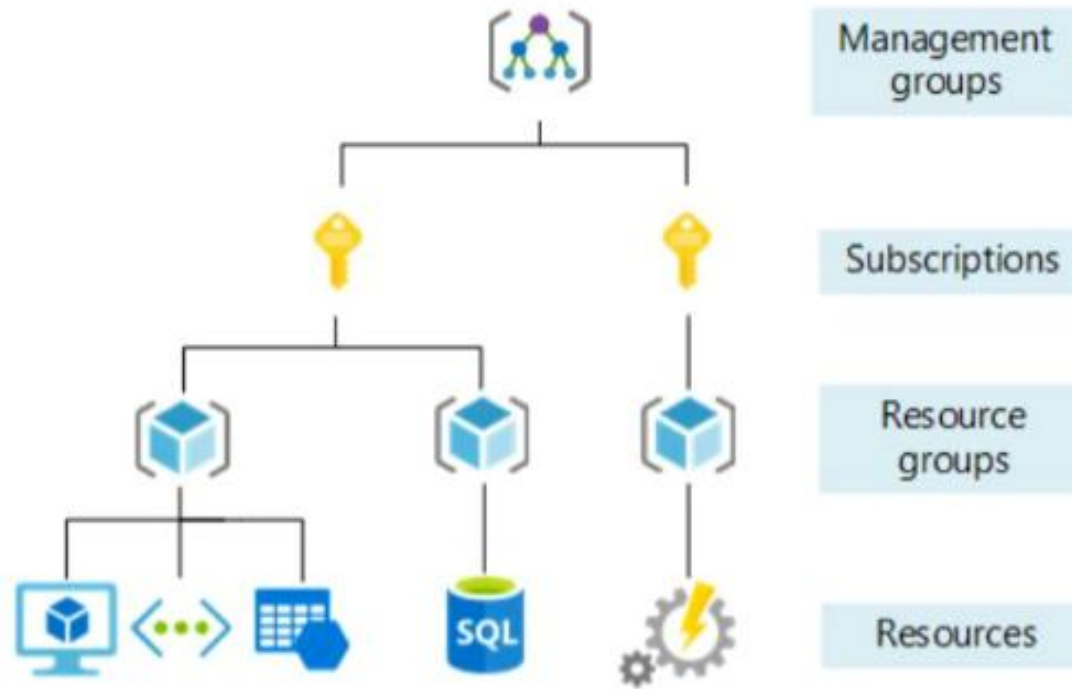 Management
groups
Subscriptions
Resource
groups
SQL
Resources